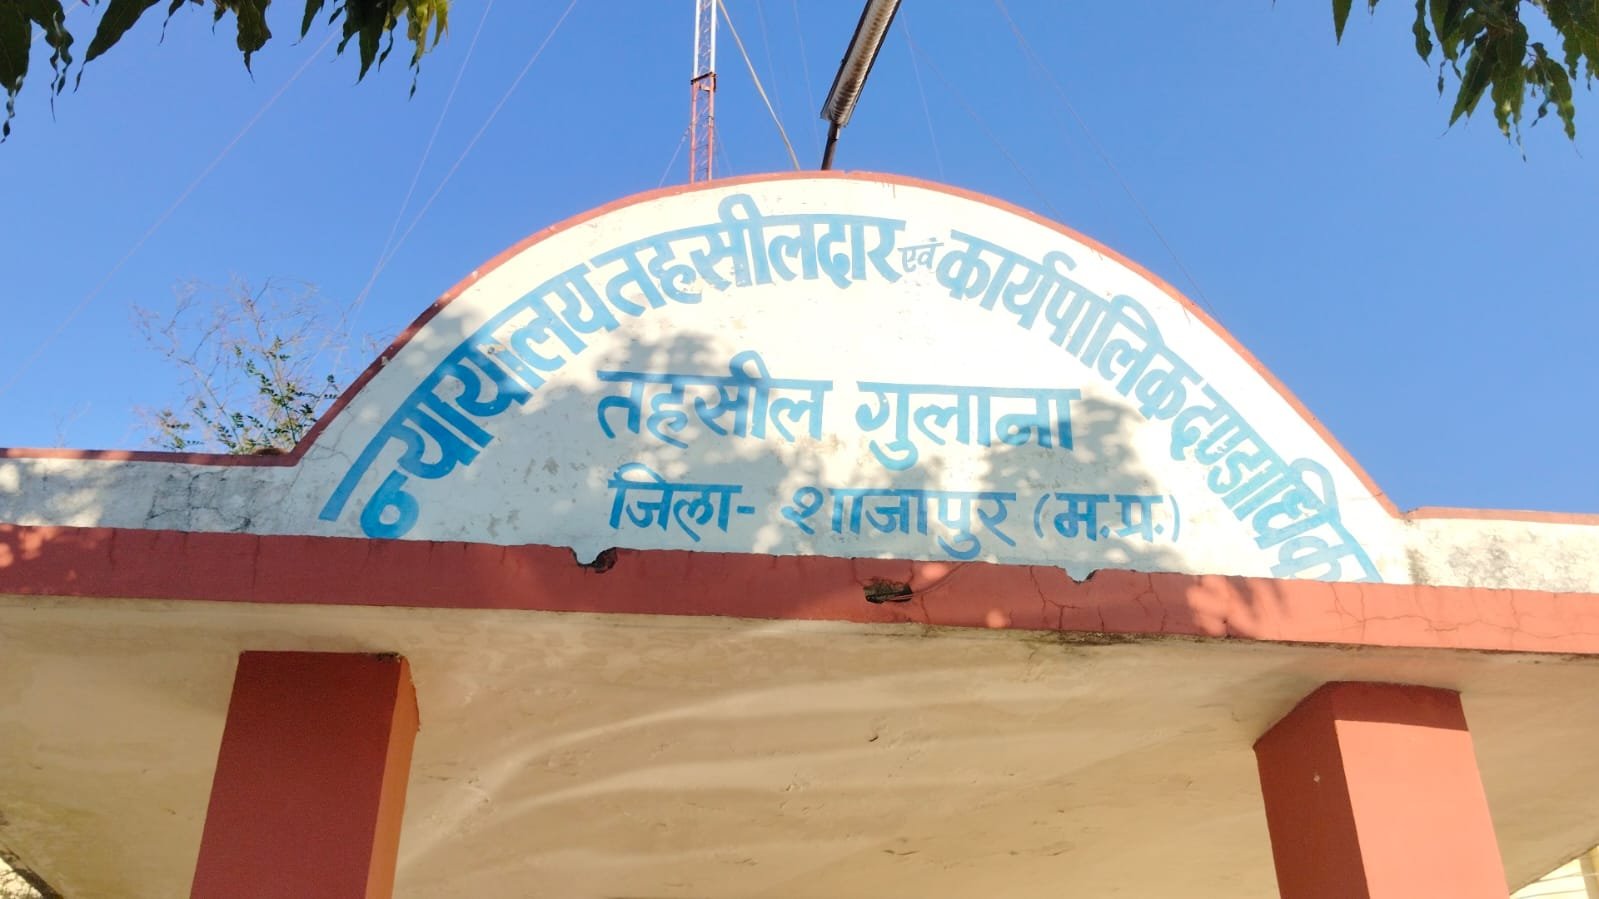 न्यायालय तहसीलदार एवं कार्यपालिक दण्डाधिकारी
तहसील गुलाना
जिला- शाजापुर (म.प्र.)